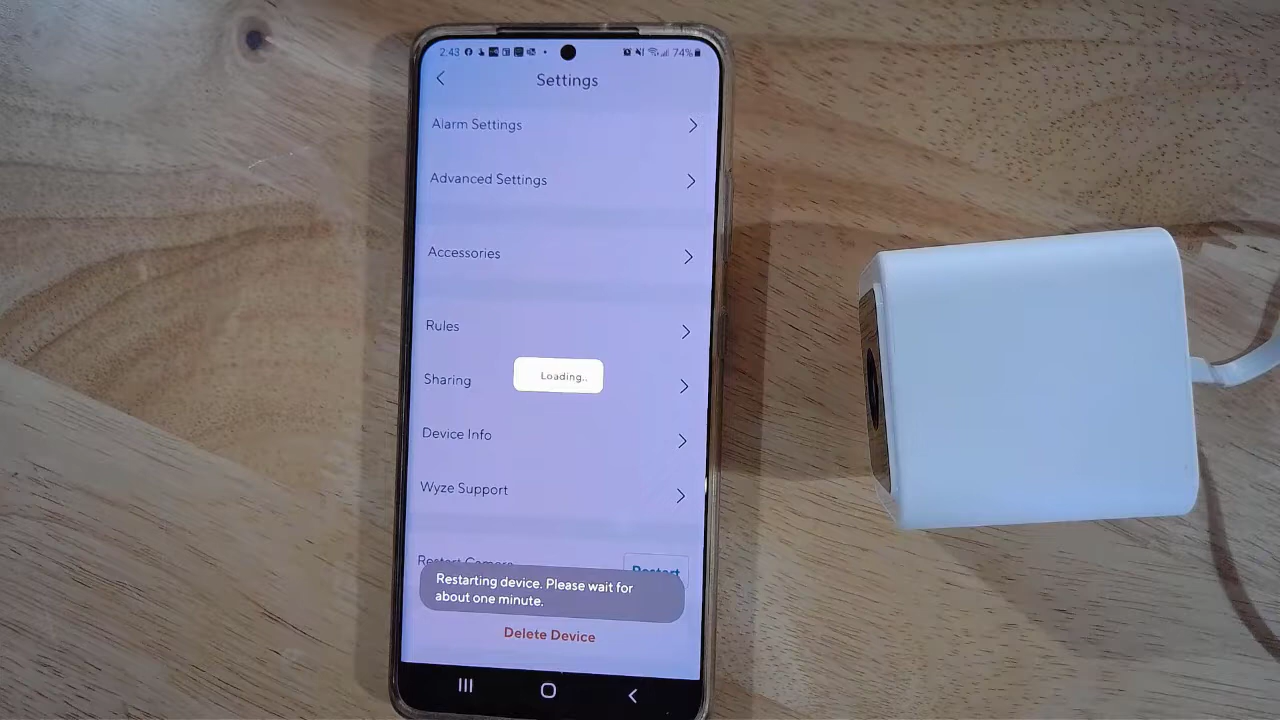 2:43
74%
Settings
Alarm Settings
Advanced Settings
Accessories
Rules
Sharing
Loading..
Device Info
Wyze Support
Restart Camera
Restart
Restarting device. Please wait for
about one minute.
Delete Device